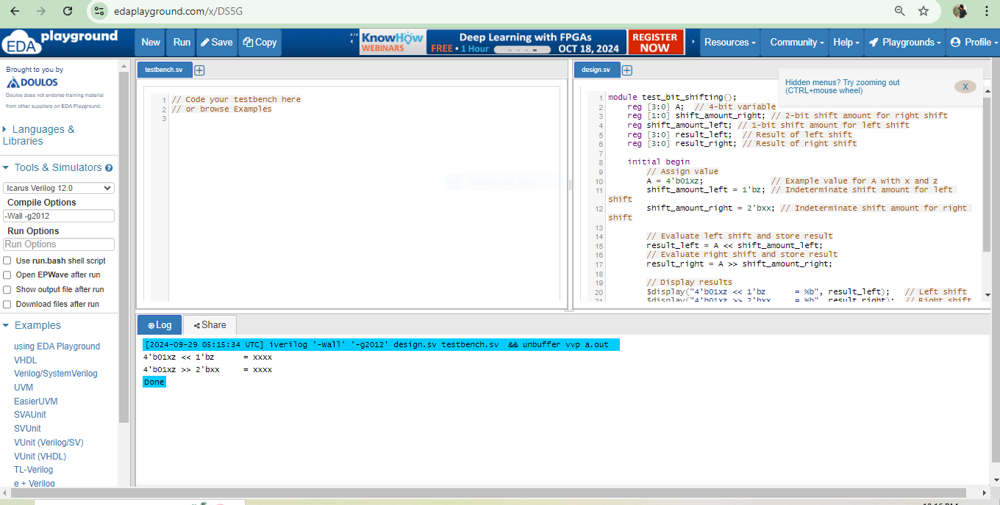 edaplayground.com/x/DS5G
EDA playground
New
Run
Save
Copy
KnowHow
WEBINARS
Deep Learning with FPGAs
FREE • 1 Hour
OCT 18, 2024
REGISTER
NOW
Resources
Community
Help
Playgrounds
Profile
Brought to you by
DOULOS
Doulos does not endorse training material
from other suppliers on EDA Playground.
Languages &
Libraries
Tools & Simulators
Icarus Verilog 12.0
Compile Options
-Wall -g2012
Run Options
Run Options
Use run.bash shell script
Open EPWave after run
Show output file after run
Download files after run
Examples
using EDA Playground
VHDL
Verilog/SystemVerilog
UVM
EasierUVM
SVAUnit
SVUnit
VUnit (Verilog/SV)
VUnit (VHDL)
TL-Verilog
e + Verilog
testbench.sv
1 // Code your testbench here
2 // or browse Examples
3
design.sv
Hidden menus? Try zooming out
(CTRL+mouse wheel)
X
1 module test_bit_shifting();
2 reg [3:0] A; // 4-bit variable
3 reg [1:0] shift_amount_right; // 2-bit shift amount for right shift
4 reg shift_amount_left; // 1-bit shift amount for left shift
5 reg [3:0] result_left; // Result of left shift
6 reg [3:0] result_right; // Result of right shift
7
8 initial begin
9 // Assign value
10 A = 4'b01xz; // Example value for A with x and z
11 shift_amount_left = 1'bz; // Indeterminate shift amount for left
shift
12 shift_amount_right = 2'bxx; // Indeterminate shift amount for right
shift
13
14 // Evaluate left shift and store result
15 result_left = A << shift_amount_left;
16 // Evaluate right shift and store result
17 result_right = A >> shift_amount_right;
18
19 // Display results
20 $display("4'b01xz << 1'bz = %b", result_left); // Left shift
21 $display("4'b01xz >> 2'bxx = %b", result_right); // Right shift
Log
Share
[2024-09-29 05:15:34 UTC] iverilog '-Wall' '-g2012' design.sv testbench.sv && unbuffer vvp a.out
4'b01xz << 1'bz = xxxx
4'b01xz >> 2'bxx = xxxx
Done